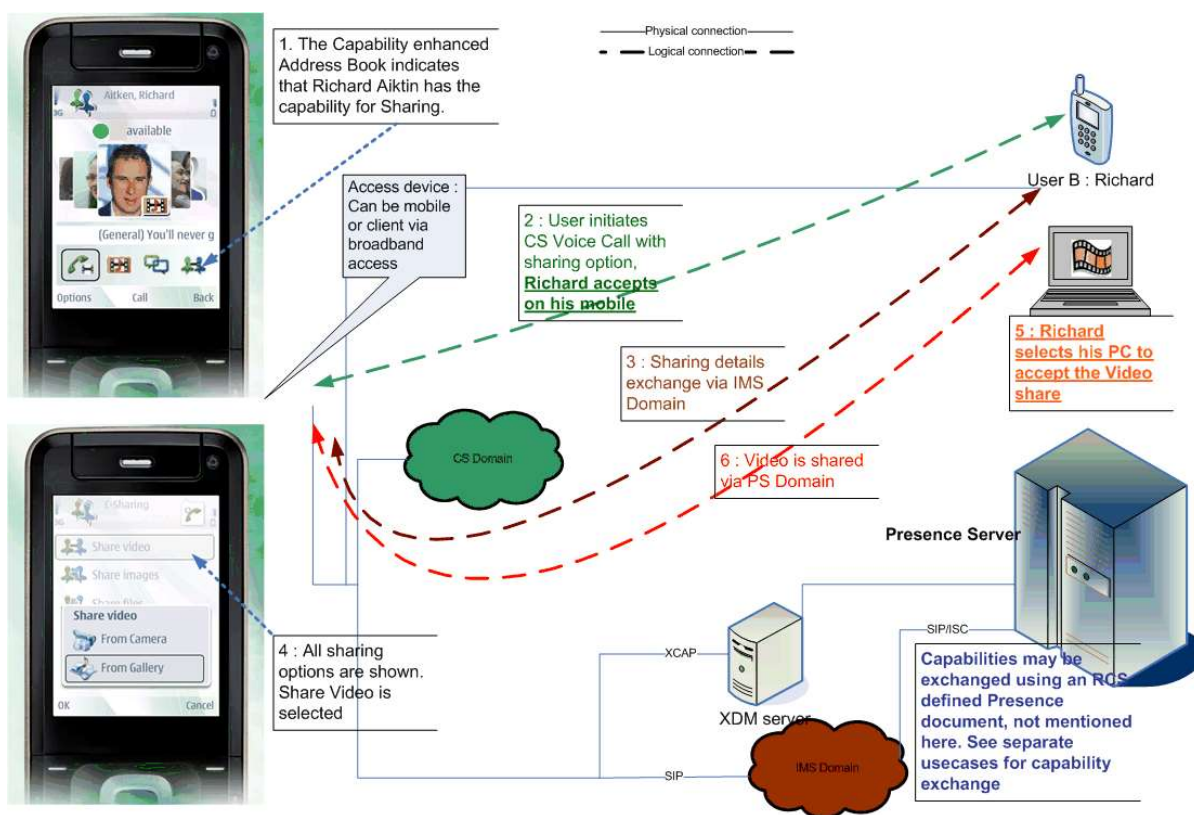 Physical connection
Logical connection
1. The Capability enhanced
Address Book indicates
that Richard Aiktin has the
capability for Sharing.
Aitken, Richard
3G
available
(General) You'll never g
Options
Call
Back
Access device :
Can be mobile
or client via
broadband
access
2 : User initiates
CS Voice Call with
sharing option,
Richard accepts
on his mobile
User B : Richard
3 : Sharing details
exchange via IMS
Domain
5 : Richard
selects his PC to
accept the Video
share
CS Domain
6 : Video is shared
via PS Domain
C-Sharing
3G
Share video
Share images
Share files
Share video
From Camera
From Gallery
OK
Cancel
4 : All sharing
options are shown.
Share Video is
selected
Presence Server
XCAP
SIP/ISC
XDM server
SIP
IMS Domain
Capabilities may be
exchanged using an RCS
defined Presence
document, not mentioned
here. See separate
usecases for capability
exchange